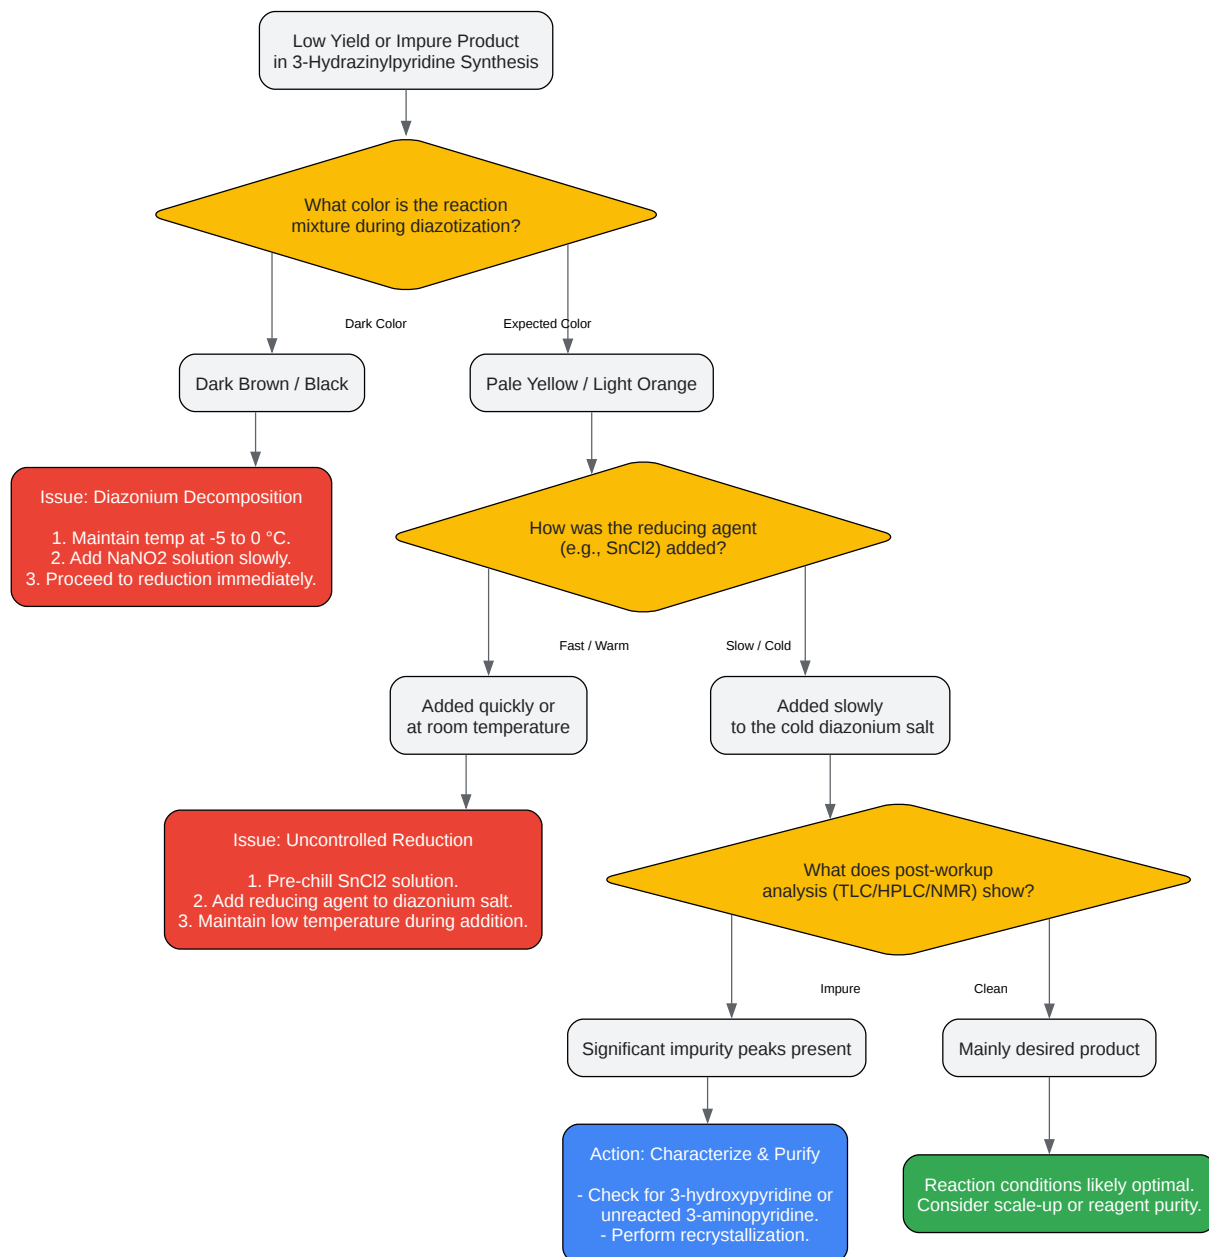 Low Yield or Impure Product
in 3-Hydrazinylpyridine Synthesis
What color is the reaction
mixture during diazotization?
Dark Color
Expected Color
Dark Brown / Black
Pale Yellow / Light Orange
Issue: Diazonium Decomposition
1. Maintain temp at -5 to 0 °C.
2. Add NaNO2 solution slowly.
3. Proceed to reduction immediately.
How was the reducing agent
(e.g., SnCl2) added?
Fast / Warm
Slow / Cold
Added quickly or
at room temperature
Added slowly
to the cold diazonium salt
Issue: Uncontrolled Reduction
1. Pre-chill SnCl2 solution.
2. Add reducing agent to diazonium salt.
3. Maintain low temperature during addition.
What does post-workup
analysis (TLC/HPLC/NMR) show?
Impure
Clean
Significant impurity peaks present
Mainly desired product
Action: Characterize & Purify
- Check for 3-hydroxypyridine or
unreacted 3-aminopyridine.
- Perform recrystallization.
Reaction conditions likely optimal.
Consider scale-up or reagent purity.